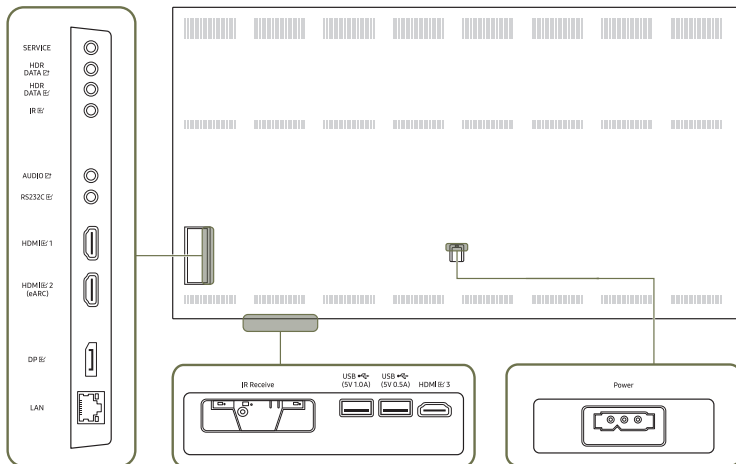 SERVICE
HDR
DATA
HDR
DATA
IR
AUDIO
RS232C
HDMI 1
HDMI 2
(eARC)
DP
LAN
IR Receive
USB
(5V 1.0A)
USB
(5V 0.5A)
HDMI 3
Power